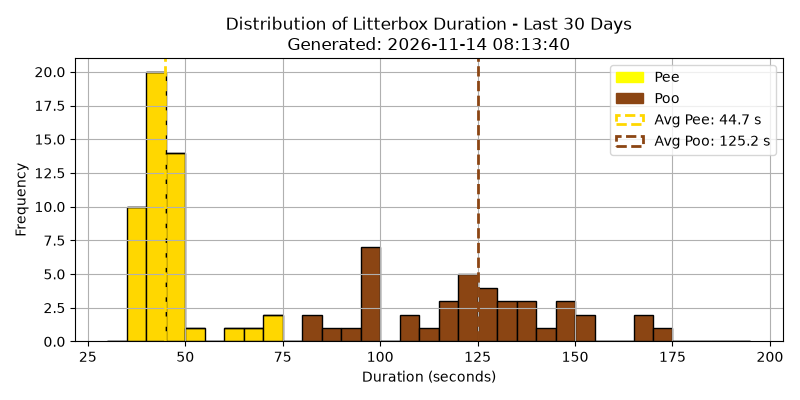 Distribution of Litterbox Duration - Last 30 Days
Generated: 2026-11-14 08:13:40
Pee
Poo
Avg Pee: 44.7 s
Avg Poo: 125.2 s
Frequency
20.0
17.5
15.0
12.5
10.0
7.5
5.0
2.5
0.0
25 50 75 100 125 150 175 200
Duration (seconds)